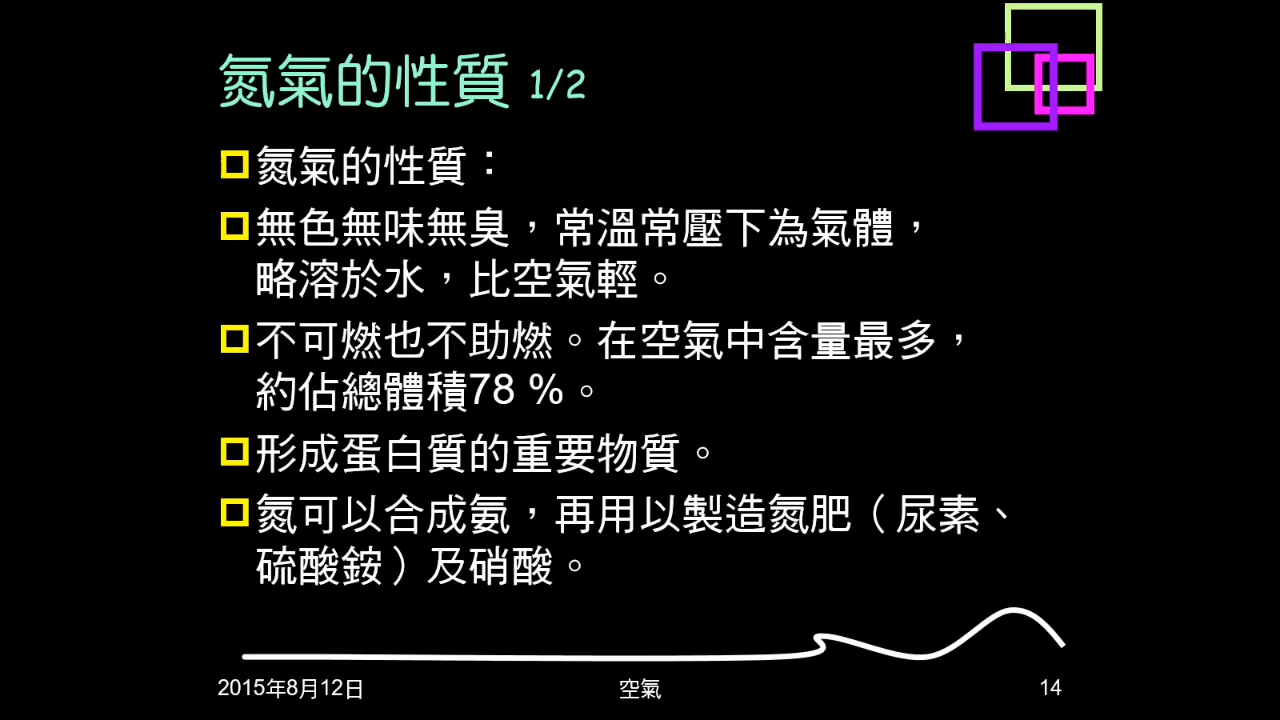 氮氣的性質 1/2
氮氣的性質：
無色無味無臭，常溫常壓下為氣體，
略溶於水，比空氣輕。
不可燃也不助燃。在空氣中含量最多，
約佔總體積78 %。
形成蛋白質的重要物質。
氮可以合成氨，再用以製造氮肥（尿素、
硫酸銨）及硝酸。
2015年8月12日
空氣
14